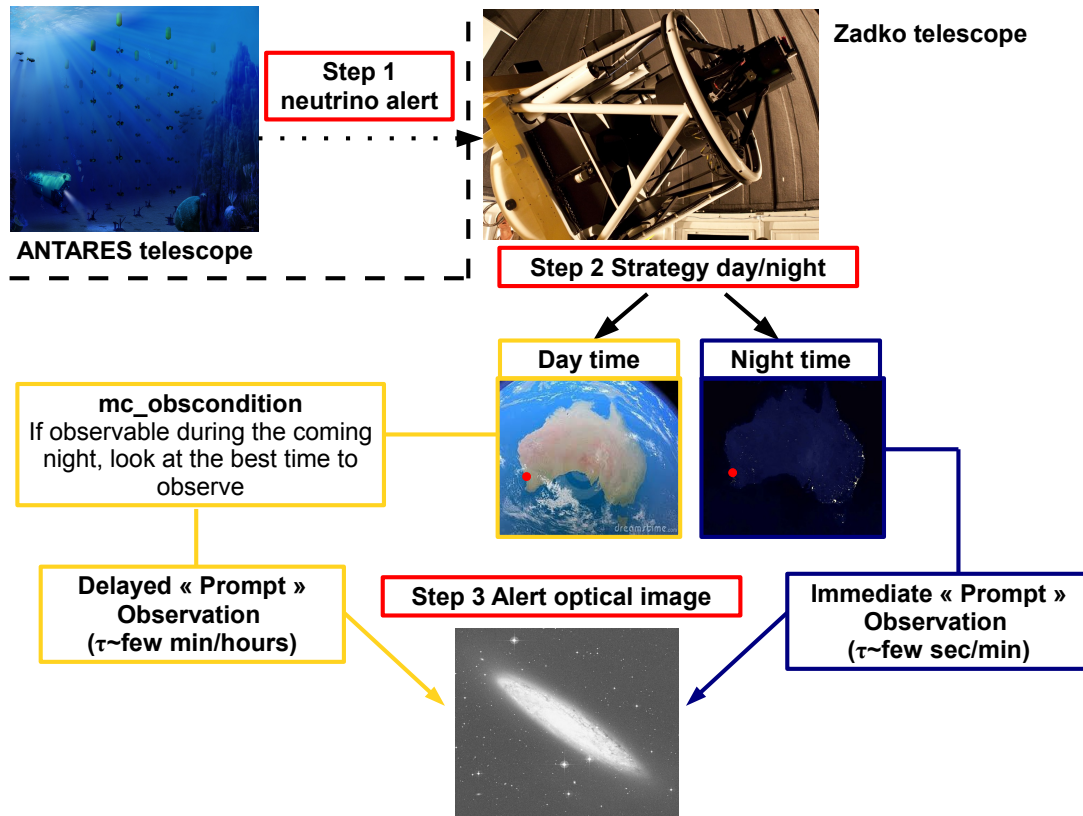 Zadko telescope
Step 1
neutrino alert
ANTARES telescope
Step 2 Strategy day/night
Day time
Night time
mc_obscondition
If observable during the coming
night, look at the best time to
observe
dreamstime.com
Delayed « Prompt »
Observation
(τ~few min/hours)
Step 3 Alert optical image
Immediate « Prompt »
Observation
(τ~few sec/min)